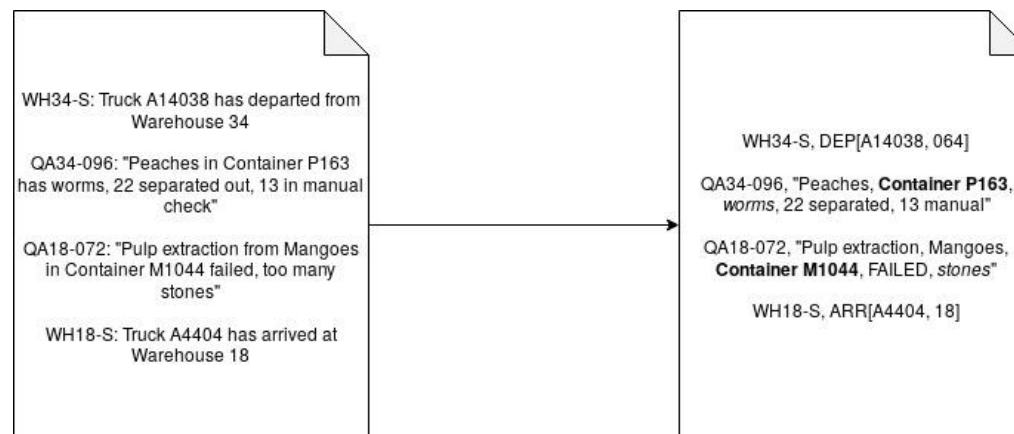 WH34-S: Truck A14038 has departed from
Warehouse 34
QA34-096: "Peaches in Container P163
has worms, 22 separated out, 13 in manual
check"
QA18-072: "Pulp extraction from Mangoes
in Container M1044 failed, too many
stones"
WH18-S: Truck A4404 has arrived at
Warehouse 18
WH34-S, DEP[A14038, 064]
QA34-096, "Peaches, Container P163,
worms, 22 separated, 13 manual"
QA18-072, "Pulp extraction, Mangoes,
Container M1044, FAILED, stones"
WH18-S, ARR[A4404, 18]